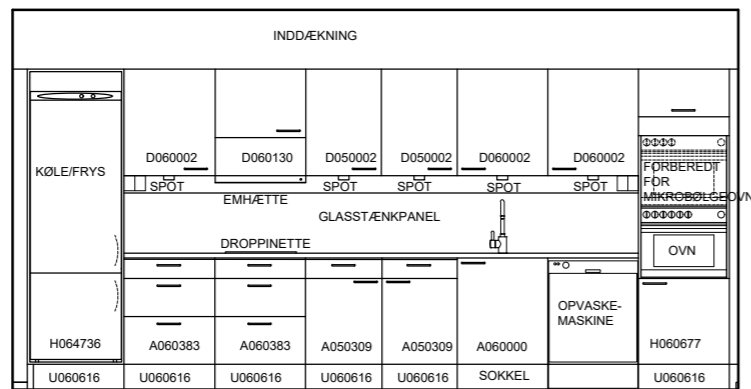 INDDÆKNING
D060002
D060130
D050002
D050002
D060002
D060002
KØLE/FRYS
FORBEREDT
FOR
MIKROBØLGEOVN
SPOT
SPOT
SPOT
SPOT
SPOT
EMHÆTTE
GLASSTÆNKPANEL
DROPPINETTE
OVN
OPVASKE-
MASKINE
H064736
A060383
A060383
A050309
A050309
A060000
H060677
U060616
U060616
U060616
U060616
U060616
SOKKEL
U060616